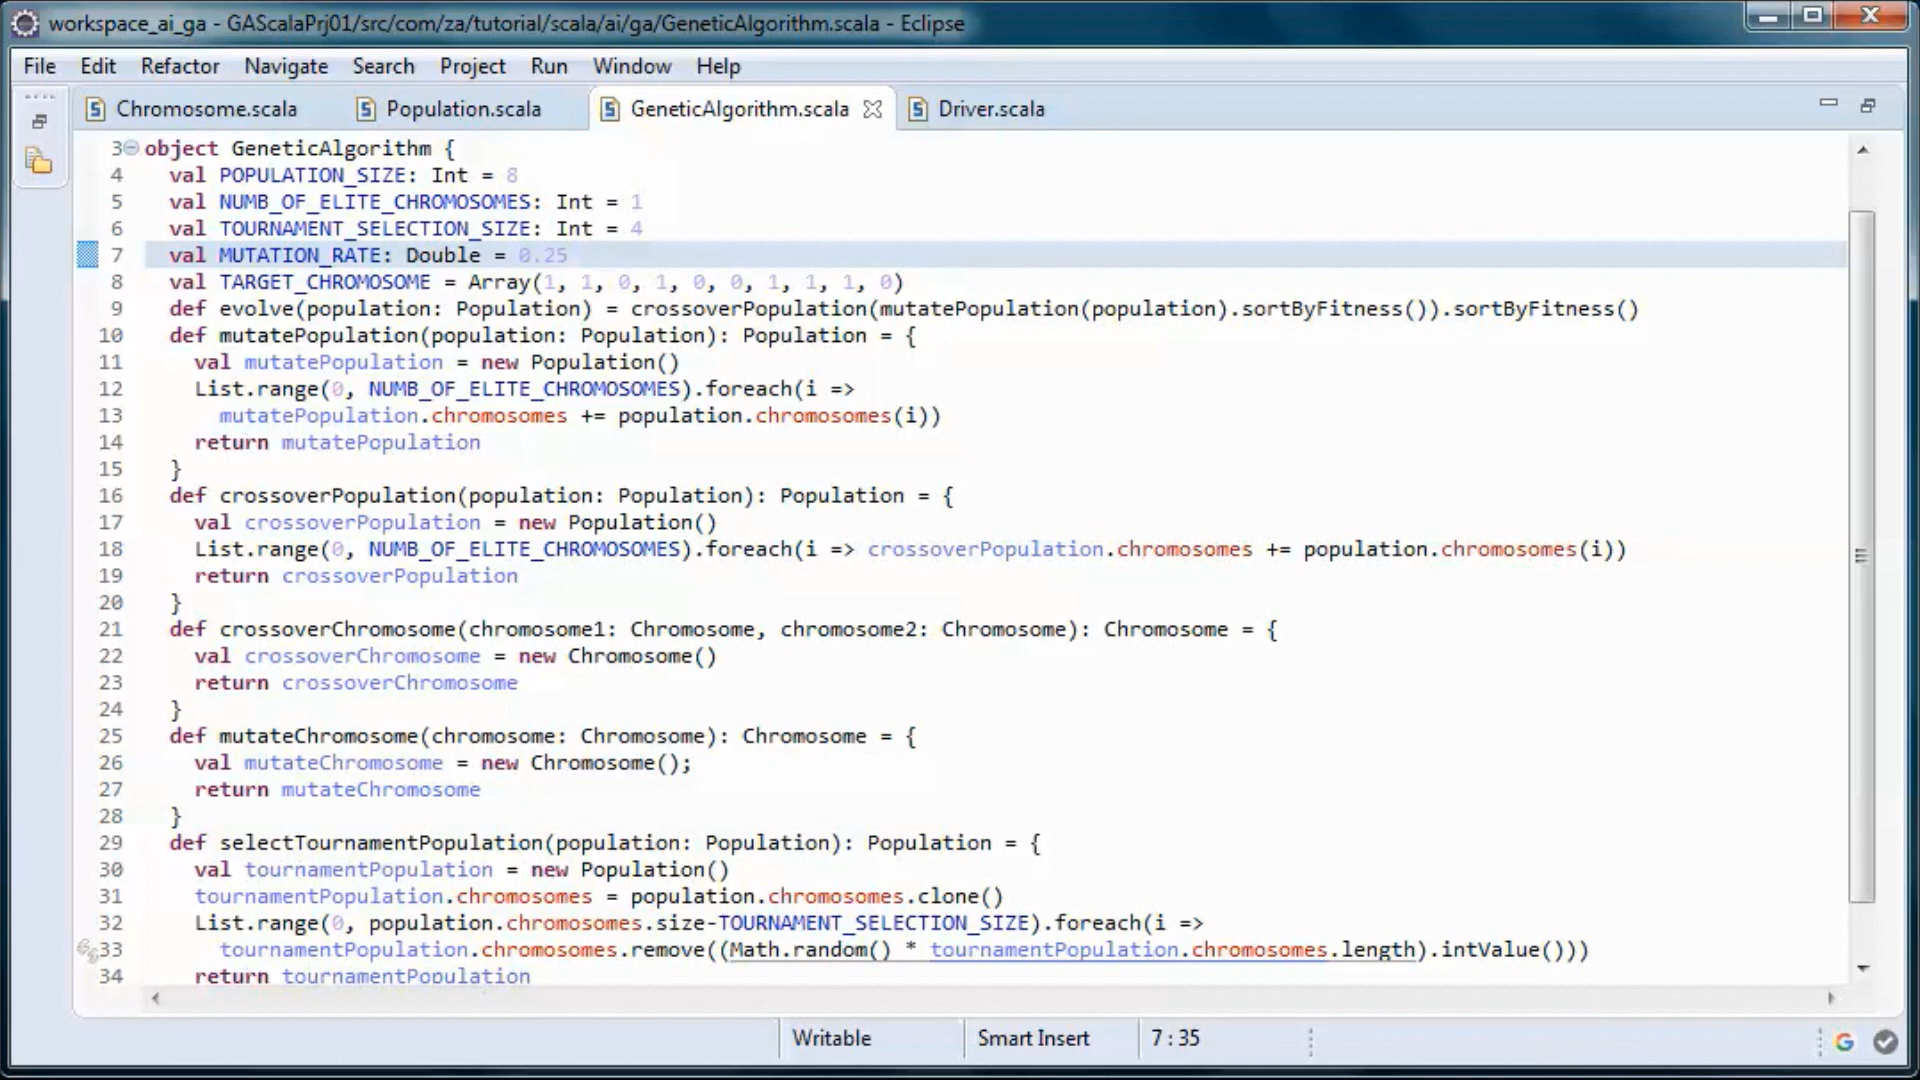 workspace_ai_ga - GAScalaPrj01/src/com/za/tutorial/scala/ai/ga/GeneticAlgorithm.scala - Eclipse
File Edit Refactor Navigate Search Project Run Window Help
Chromosome.scala Population.scala GeneticAlgorithm.scala Driver.scala
3 object GeneticAlgorithm {
4 val POPULATION_SIZE: Int = 8
5 val NUMB_OF_ELITE_CHROMOSOMES: Int = 1
6 val TOURNAMENT_SELECTION_SIZE: Int = 4
7 val MUTATION_RATE: Double = 0.25
8 val TARGET_CHROMOSOME = Array(1, 1, 0, 1, 0, 0, 1, 1, 1, 0)
9 def evolve(population: Population) = crossoverPopulation(mutatePopulation(population).sortByFitness()).sortByFitness()
10 def mutatePopulation(population: Population): Population = {
11 val mutatePopulation = new Population()
12 List.range(0, NUMB_OF_ELITE_CHROMOSOMES).foreach(i =>
13 mutatePopulation.chromosomes += population.chromosomes(i))
14 return mutatePopulation
15 }
16 def crossoverPopulation(population: Population): Population = {
17 val crossoverPopulation = new Population()
18 List.range(0, NUMB_OF_ELITE_CHROMOSOMES).foreach(i => crossoverPopulation.chromosomes += population.chromosomes(i))
19 return crossoverPopulation
20 }
21 def crossoverChromosome(chromosome1: Chromosome, chromosome2: Chromosome): Chromosome = {
22 val crossoverChromosome = new Chromosome()
23 return crossoverChromosome
24 }
25 def mutateChromosome(chromosome: Chromosome): Chromosome = {
26 val mutateChromosome = new Chromosome();
27 return mutateChromosome
28 }
29 def selectTournamentPopulation(population: Population): Population = {
30 val tournamentPopulation = new Population()
31 tournamentPopulation.chromosomes = population.chromosomes.clone()
32 List.range(0, population.chromosomes.size-TOURNAMENT_SELECTION_SIZE).foreach(i =>
33 tournamentPopulation.chromosomes.remove((Math.random() * tournamentPopulation.chromosomes.length).intValue()))
34 return tournamentPopulation
Writable Smart Insert 7 : 35